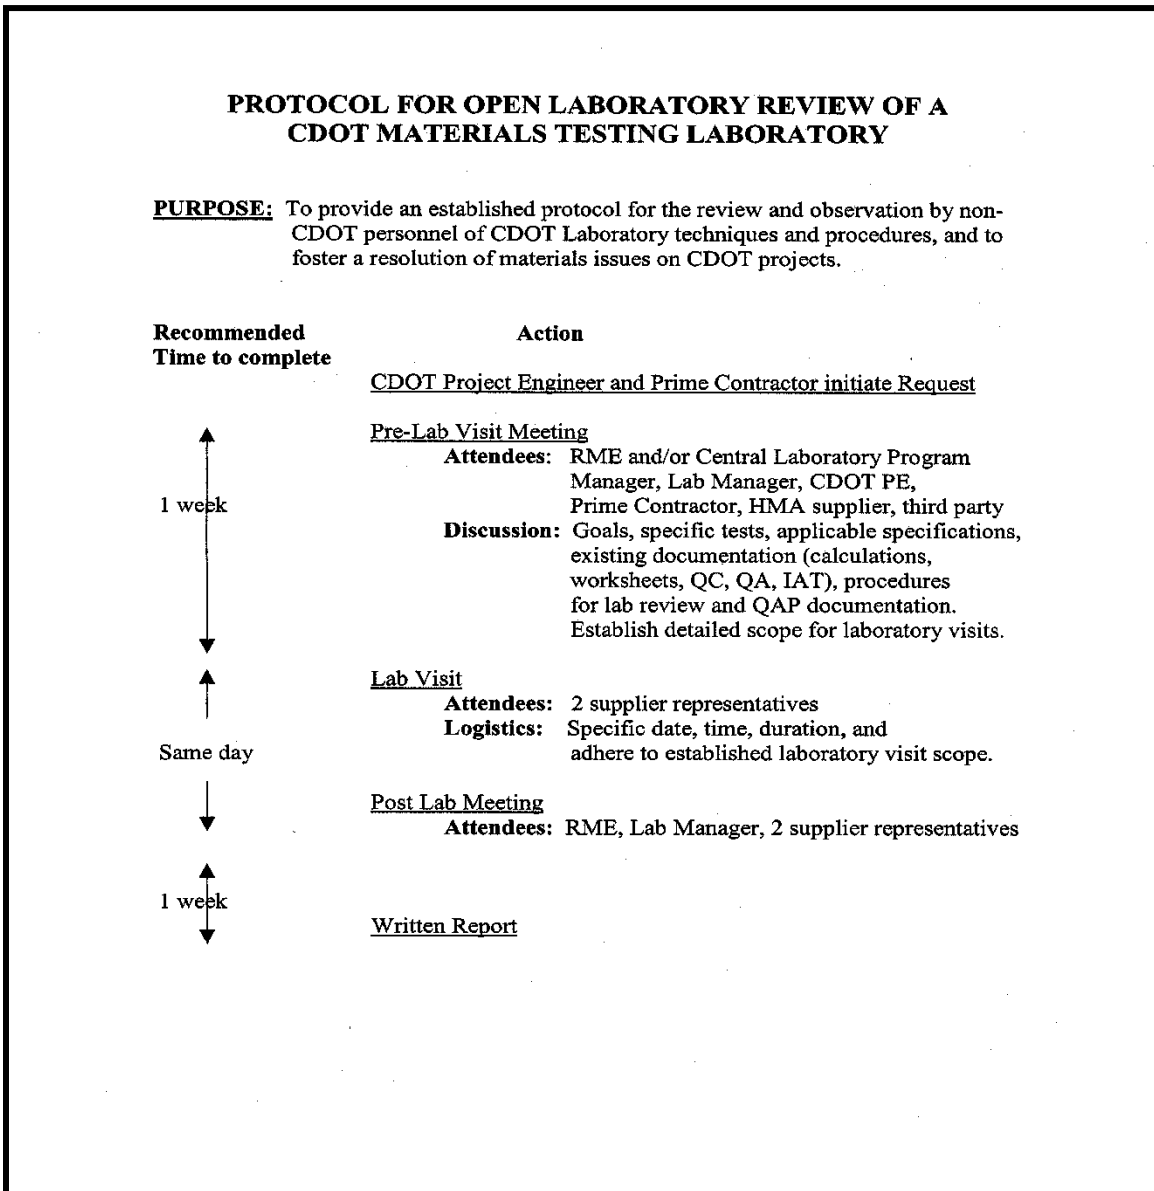 PROTOCOL FOR OPEN LABORATORY REVIEW OF A
CDOT MATERIALS TESTING LABORATORY
PURPOSE: To provide an established protocol for the review and observation by non-
CDOT personnel of CDOT Laboratory techniques and procedures, and to
foster a resolution of materials issues on CDOT projects.
Recommended Action
Time to complete
CDOT Project Engineer and Prime Contractor initiate Request
Pre-Lab Visit Meeting
Attendees: RME and/or Central Laboratory Program
Manager, Lab Manager, CDOT PE,
1 week Prime Contractor, HMA supplier, third party
Discussion: Goals, specific tests, applicable specifications,
existing documentation (calculations,
worksheets, QC, QA, IAT), procedures
for lab review and QAP documentation.
Establish detailed scope for laboratory visits.
Lab Visit
Attendees: 2 supplier representatives
Logistics: Specific date, time, duration, and
Same day adhere to established laboratory visit scope.
Post Lab Meeting
Attendees: RME, Lab Manager, 2 supplier representatives
1 week
Written Report